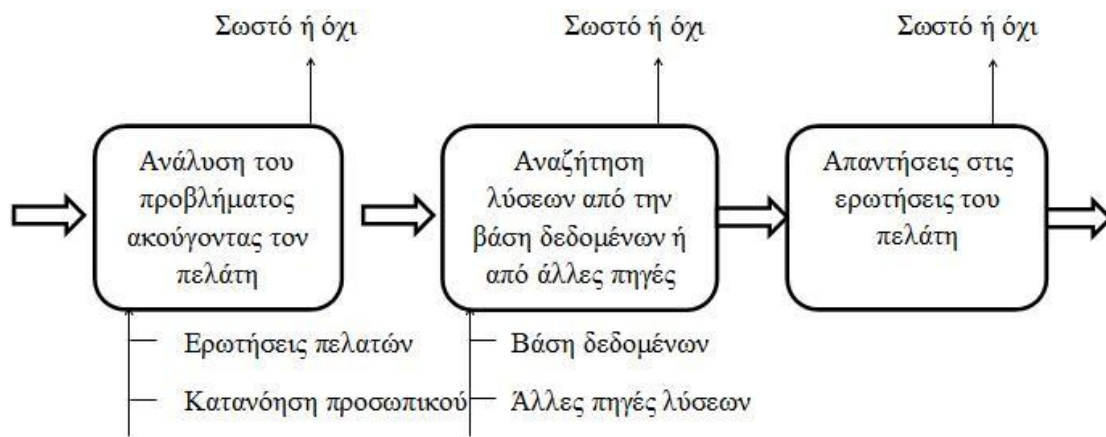 Σωστό ή όχι
Σωστό ή όχι
Σωστό ή όχι
Ανάλυση του
προβλήματος
ακούγοντας τον
πελάτη
Αναζήτηση
λύσεων από την
βάση δεδομένων ή
από άλλες πηγές
Απαντήσεις στις
ερωτήσεις του
πελάτη
Ερωτήσεις πελατών
Κατανόηση προσωπικού
Βάση δεδομένων
Άλλες πηγές λύσεων